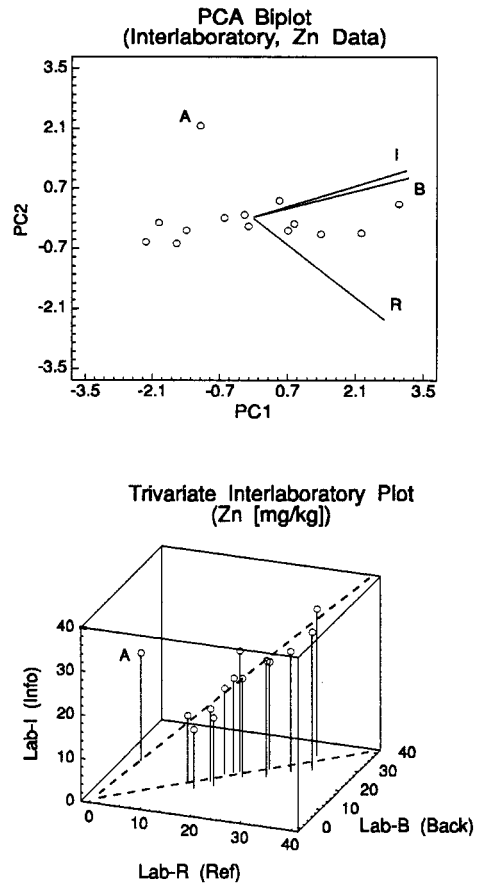 PCA Biplot
(Interlaboratory, Zn Data)
3.5
2.1
0.7
-0.7
-2.1
-3.5
PC2
A
I
B
R
-3.5 -2.1 -0.7 0.7 2.1 3.5
PC1
Trivariate Interlaboratory Plot
(Zn [mg/kg])
40
30
20
10
0
Lab-I (Info)
A
0 10 20 30 40
Lab-R (Ref)
0 10 20 30 40
Lab-B (Back)